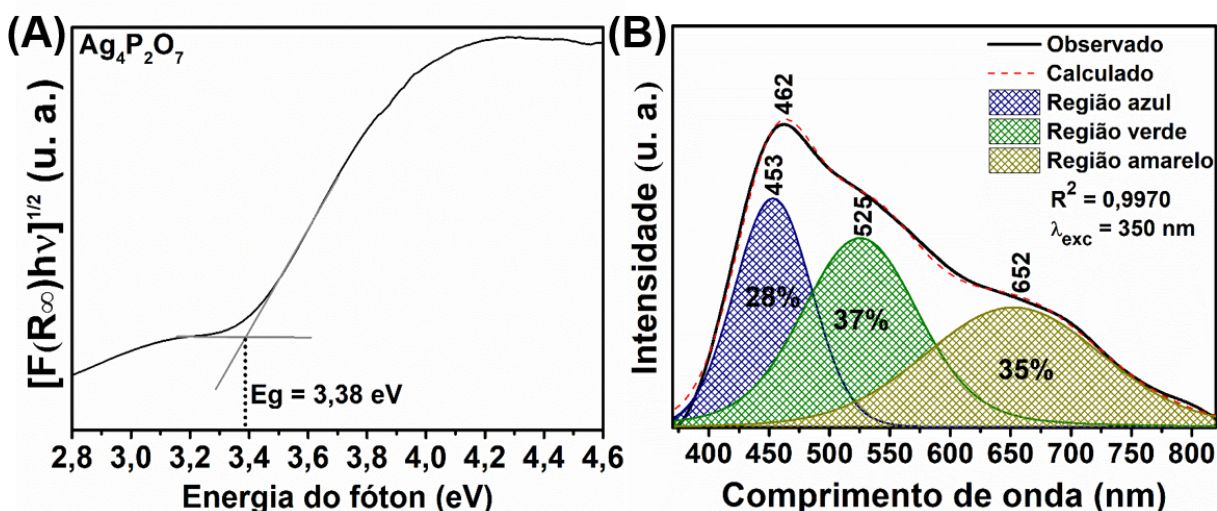 (A)
Ag₄P₂O₇
[F(R∞)hν]^1/2 (u. a.)
Eg = 3,38 eV
2,8 3,0 3,2 3,4 3,6 3,8 4,0 4,2 4,4 4,6
Energia do fóton (eV)
(B)
Observado
Calculado
Região azul
Região verde
Região amarelo
R² = 0,9970
λexc = 350 nm
Intensidade (u. a.)
462
453
525
652
28%
37%
35%
400 450 500 550 600 650 700 750 800
Comprimento de onda (nm)